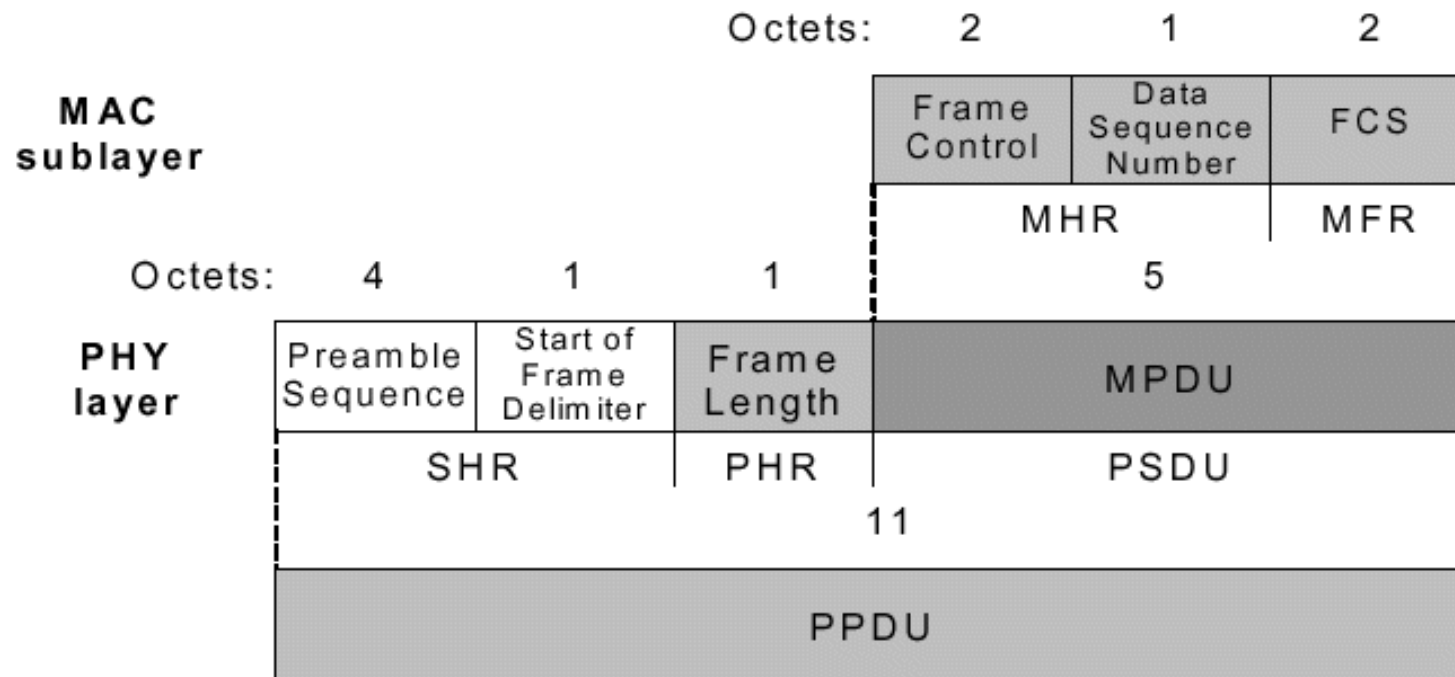 Octets: 2 1 2
MAC
sublayer
Frame
Control
Data
Sequence
Number
FCS
MHR MFR
Octets: 4 1 1 5
PHY
layer
Preamble
Sequence
Start of
Frame
Delimiter
Frame
Length
MPDU
SHR PHR PSDU
11
PPDU